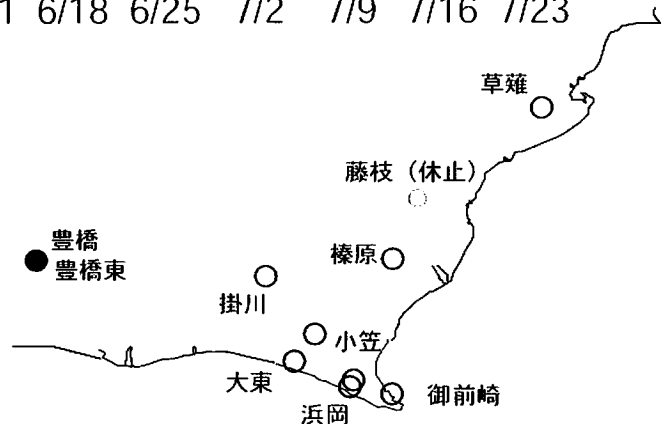 1 6/18 6/25 7/2 7/9 7/16 7/23
草薙
藤枝（休止）
豊橋
豊橋東
榛原
掛川
小笠
大東
御前崎
浜岡